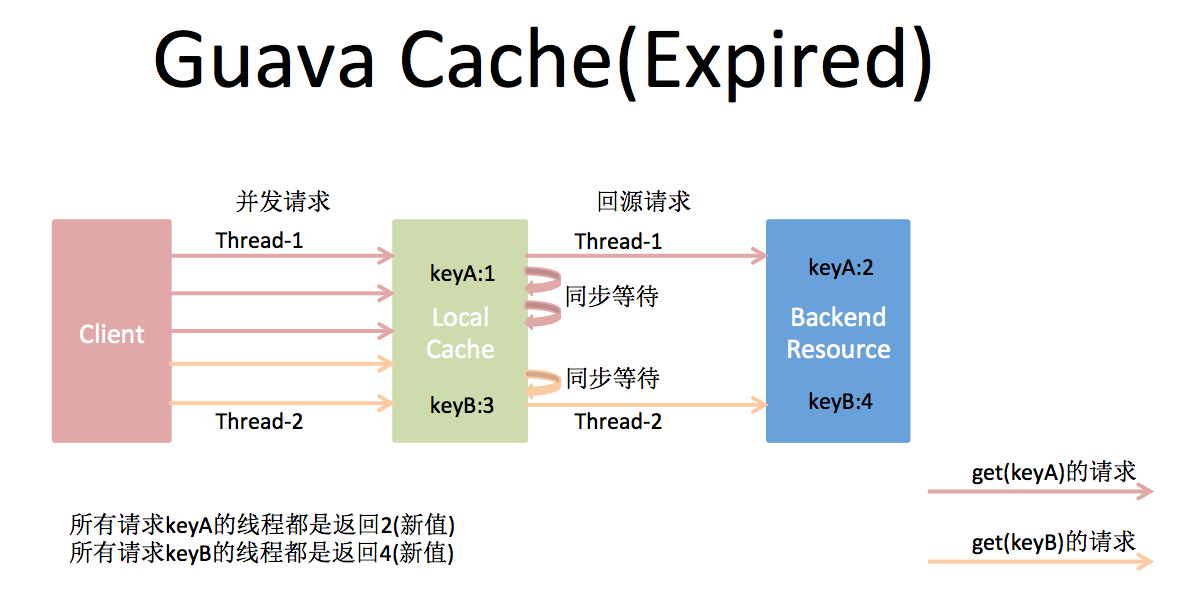 Guava Cache(Expired)
并发请求
回源请求
Thread-1
Thread-1
keyA:1
keyA:2
同步等待
Client
Local
Cache
Backend
Resource
同步等待
keyB:3
keyB:4
Thread-2
Thread-2
get(keyA)的请求
所有请求keyA的线程都是返回2(新值)
所有请求keyB的线程都是返回4(新值)
get(keyB)的请求